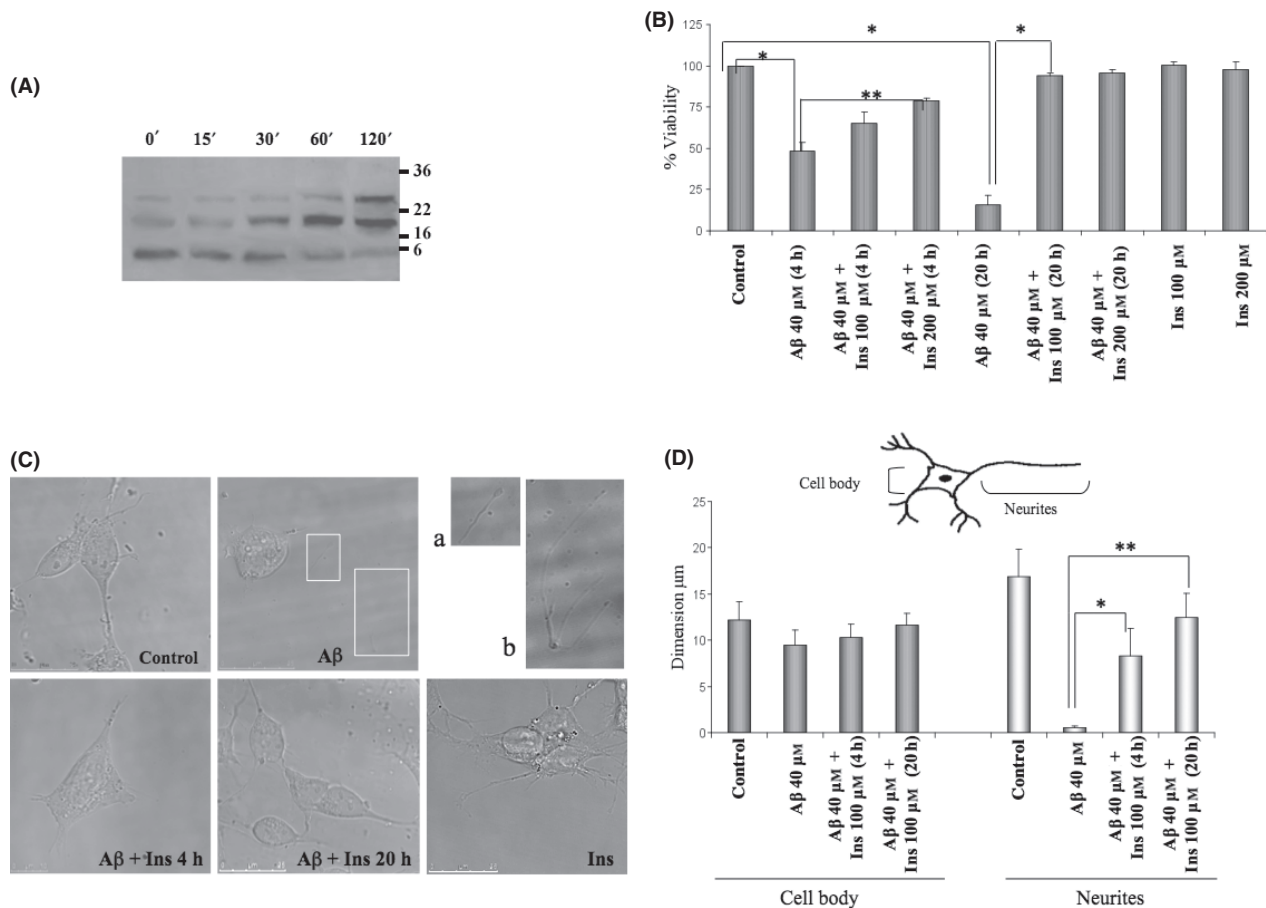 (A)
0′ 15′ 30′ 60′ 120′
36
22
16
6
(B)
% Viability
125
100
75
50
25
0
*
*
**
*
Control
Aβ 40 μM (4 h)
Aβ 40 μM +
Ins 100 μM (4 h)
Aβ 40 μM +
Ins 200 μM (4 h)
Aβ 40 μM (20 h)
Aβ 40 μM +
Ins 100 μM (20 h)
Aβ 40 μM +
Ins 200 μM (20 h)
Ins 100 μM
Ins 200 μM
(C)
Control
Aβ
a
b
Aβ + Ins 4 h
Aβ + Ins 20 h
Ins
(D)
Cell body
Neurites
Dimension μm
25
20
15
10
5
0
**
*
Control
Aβ 40 μM
Aβ 40 μM +
Ins 100 μM (4 h)
Aβ 40 μM +
Ins 100 μM (20 h)
Control
Aβ 40 μM
Aβ 40 μM +
Ins 100 μM (4 h)
Aβ 40 μM +
Ins 100 μM (20 h)
Cell body
Neurites